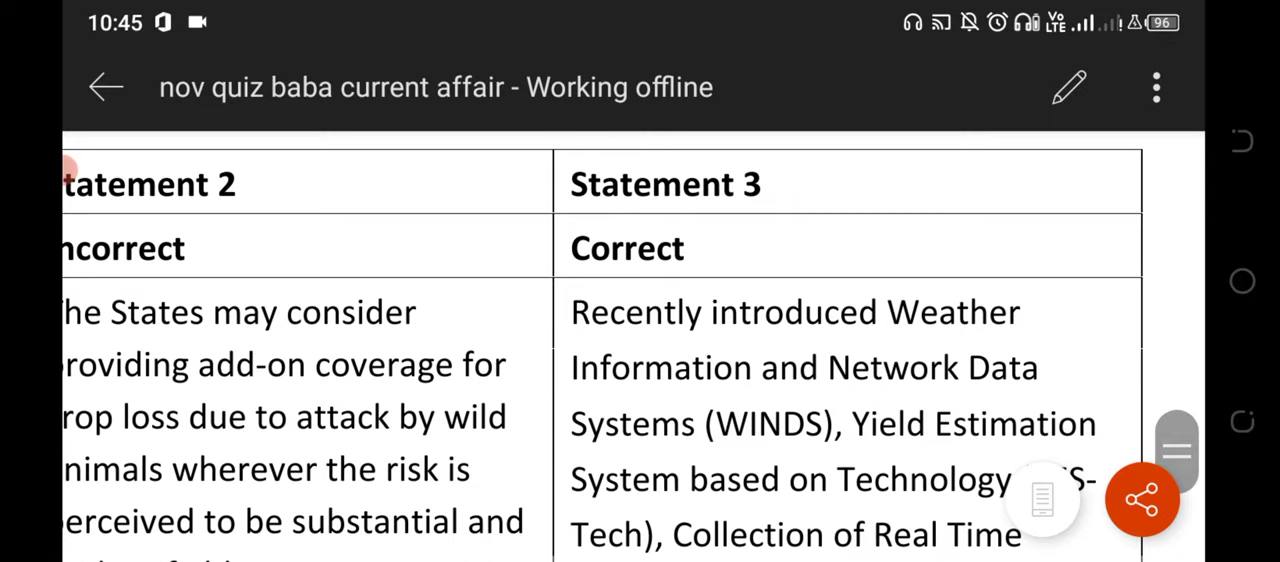 10:45
Vo LTE 96
nov quiz baba current affair - Working offline
tatement 2
Statement 3
ncorrect
Correct
he States may consider
roviding add-on coverage for
rop loss due to attack by wild
nimals wherever the risk is
erceived to be substantial and
Recently introduced Weather
Information and Network Data
Systems (WINDS), Yield Estimation
System based on Technology S-
Tech), Collection of Real Time